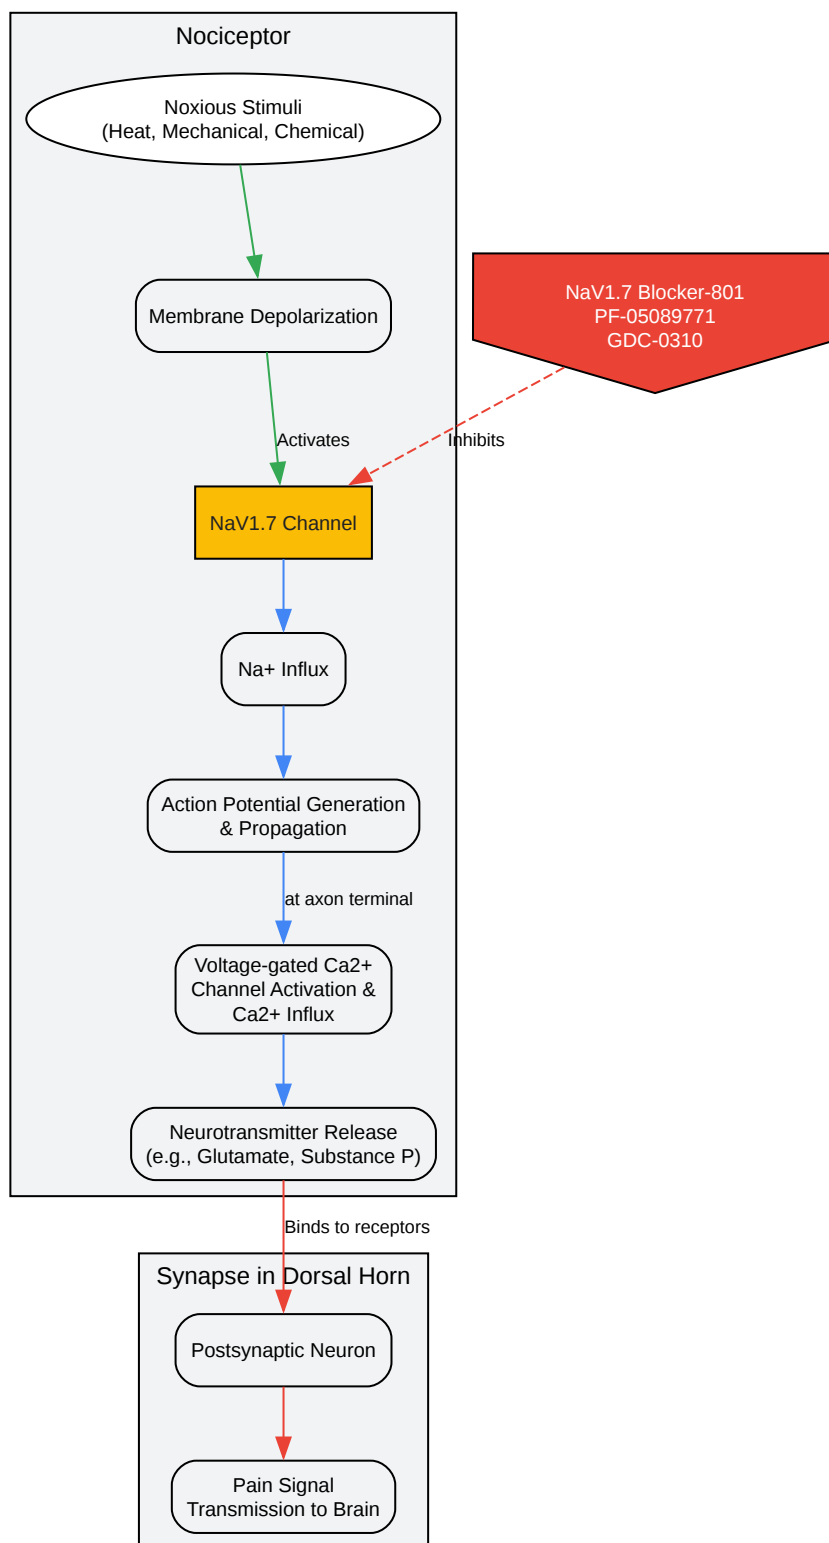 Nociceptor
Noxious Stimuli
(Heat, Mechanical, Chemical)
Membrane Depolarization
NaV1.7 Blocker-801
PF-05089771
GDC-0310
Activates
Inhibits
NaV1.7 Channel
Na+ Influx
Action Potential Generation
& Propagation
at axon terminal
Voltage-gated Ca2+
Channel Activation &
Ca2+ Influx
Neurotransmitter Release
(e.g., Glutamate, Substance P)
Binds to receptors
Synapse in Dorsal Horn
Postsynaptic Neuron
Pain Signal
Transmission to Brain